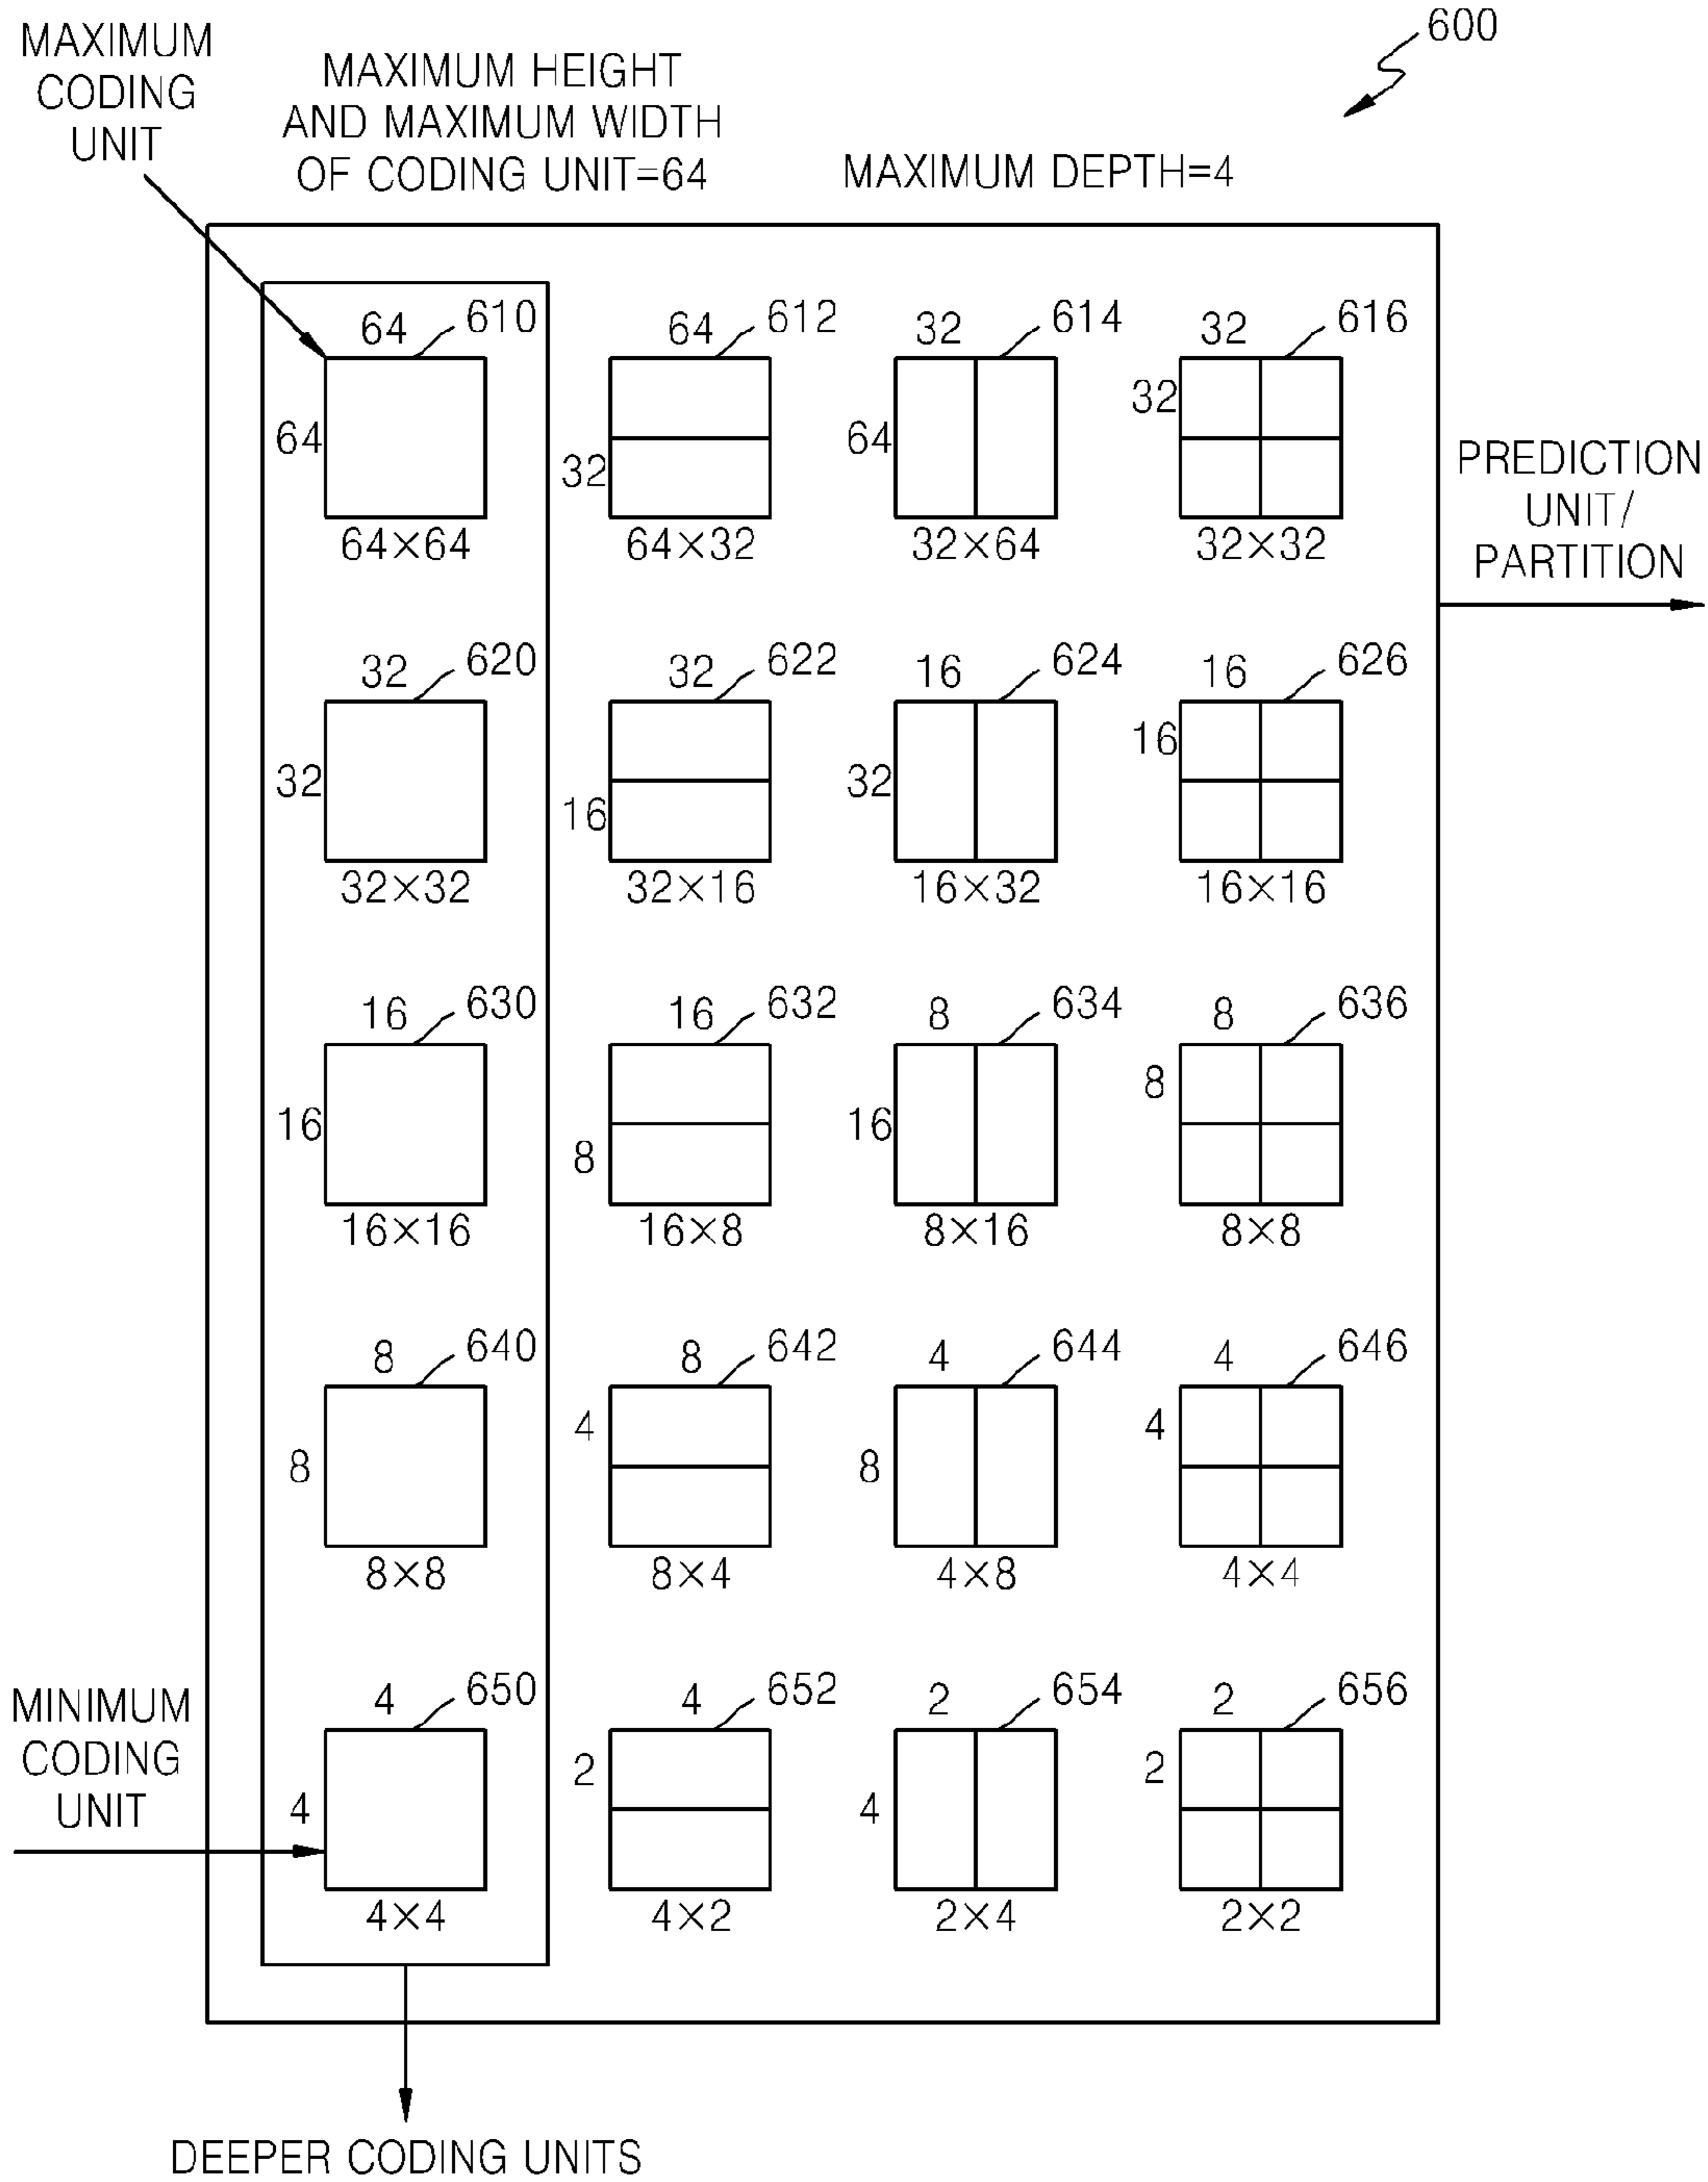 600
MAXIMUM
CODING
UNIT
MAXIMUM HEIGHT
AND MAXIMUM WIDTH
OF CODING UNIT=64
MAXIMUM DEPTH=4
64 610 64 612 32 614 32 616
64 32 64 32
64×64 64×32 32×64 32×32
PREDICTION
UNIT/
PARTITION
32 620 32 622 16 624 16 626
32 16 32 16
32×32 32×16 16×32 16×16
16 630 16 632 8 634 8 636
16 8 16 8
16×16 16×8 8×16 8×8
8 640 8 642 4 644 4 646
8 4 8 4
8×8 8×4 4×8 4×4
MINIMUM
CODING
UNIT
4 650 4 652 2 654 2 656
4 2 4 2
4×4 4×2 2×4 2×2
DEEPER CODING UNITS